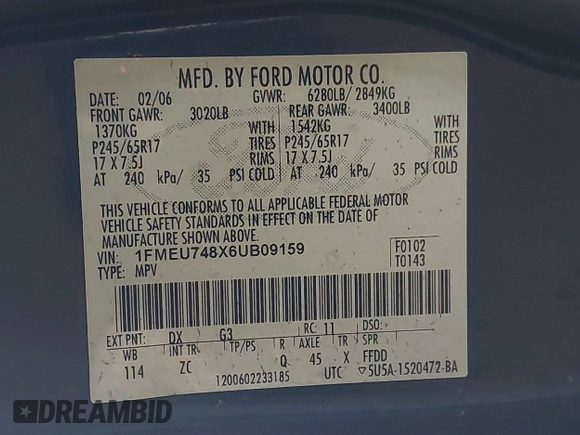 MFD. BY FORD MOTOR CO.
DATE: 02/06 GVWR: 6280LB/ 2849KG
FRONT GAWR: 3020LB REAR GAWR: 3400LB
1370KG WITH 1542KG WITH
P245/65R17 TIRES P245/65R17 TIRES
17 X 7.5J RIMS 17 X 7.5J RIMS
AT 240 kPa/ 35 PSI COLD AT 240 kPa/ 35 PSI COLD
THIS VEHICLE CONFORMS TO ALL APPLICABLE FEDERAL MOTOR
VEHICLE SAFETY STANDARDS IN EFFECT ON THE DATE OF
MANUFACTURE SHOWN ABOVE.
VIN: 1FMEU748X6UB09159 F0102
TYPE: MPV T0143
EXT PNT: DX G3 RC: 11 DSO:
WB INT TR TP/PS R AXLE TR SPR
114 ZC Q 45 X FFDD
1200602233185 UTC ▽5U5A-1520472-BA
DREAMBID